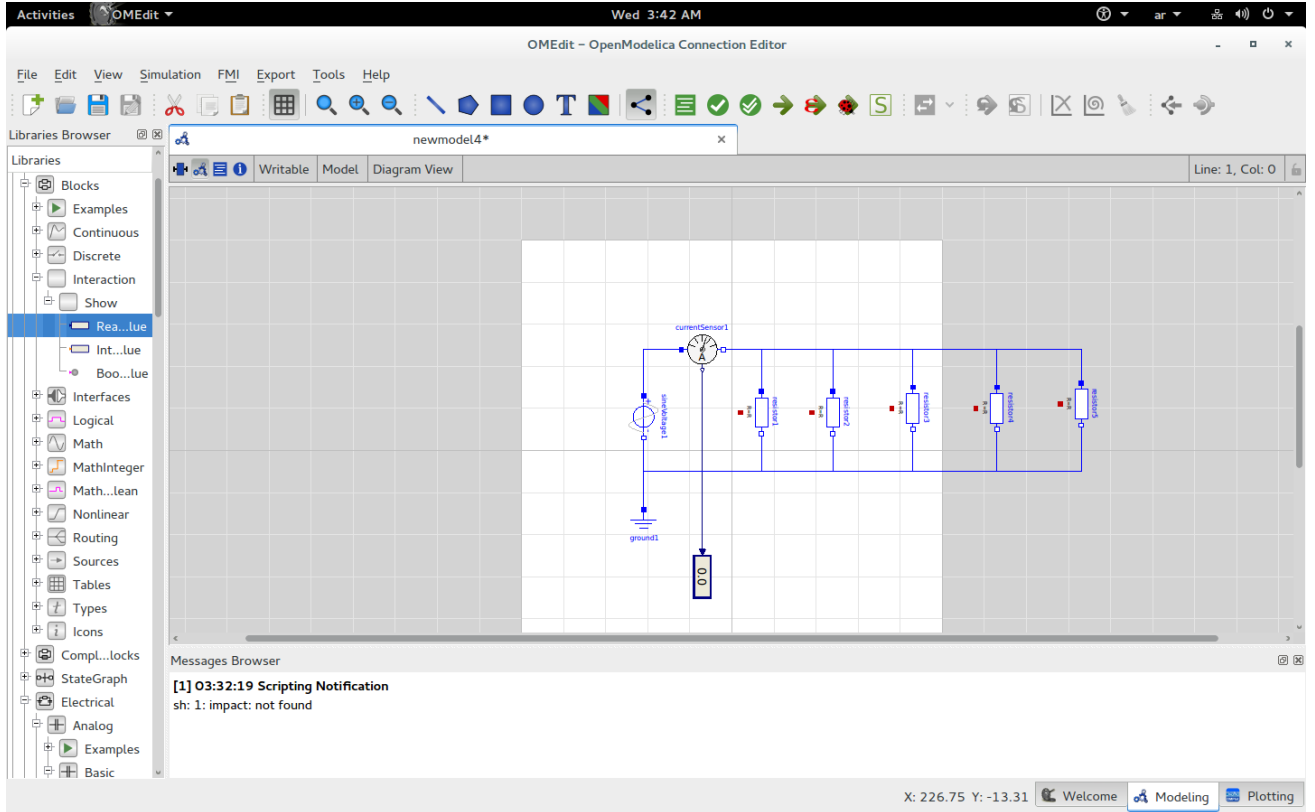 Activities OMEdit Wed 3:42 AM ar
OMEdit – OpenModelica Connection Editor
File Edit View Simulation FMI Export Tools Help
T S
Libraries Browser
newmodel4*
Libraries
Writable Model Diagram View Line: 1, Col: 0
Blocks
Examples
Continuous
Discrete
Interaction
Show
Rea...lue
Int...lue
Boo...lue
Interfaces
Logical
Math
MathInteger
Math...lean
Nonlinear
Routing
Sources
Tables
Types
Icons
Compl...locks
StateGraph
Electrical
Analog
Examples
Basic
currentSensor1
A
sineVoltage1
R=R
resistor1
R=R
resistor2
R=R
resistor3
R=R
resistor4
R=R
resistor5
ground1
0.0
Messages Browser
[1] 03:32:19 Scripting Notification
sh: 1: impact: not found
X: 226.75 Y: -13.31 Welcome Modeling Plotting